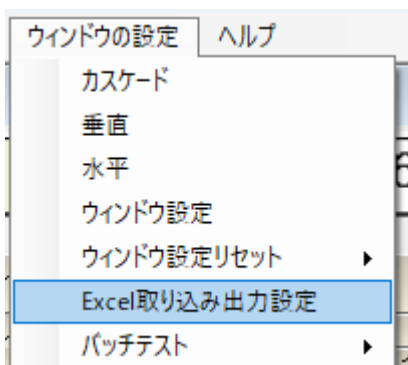 ウィンドウの設定 ヘルプ
カスケード
垂直
水平
ウィンドウ設定
ウィンドウ設定リセット
Excel取り込み出力設定
バッチテスト